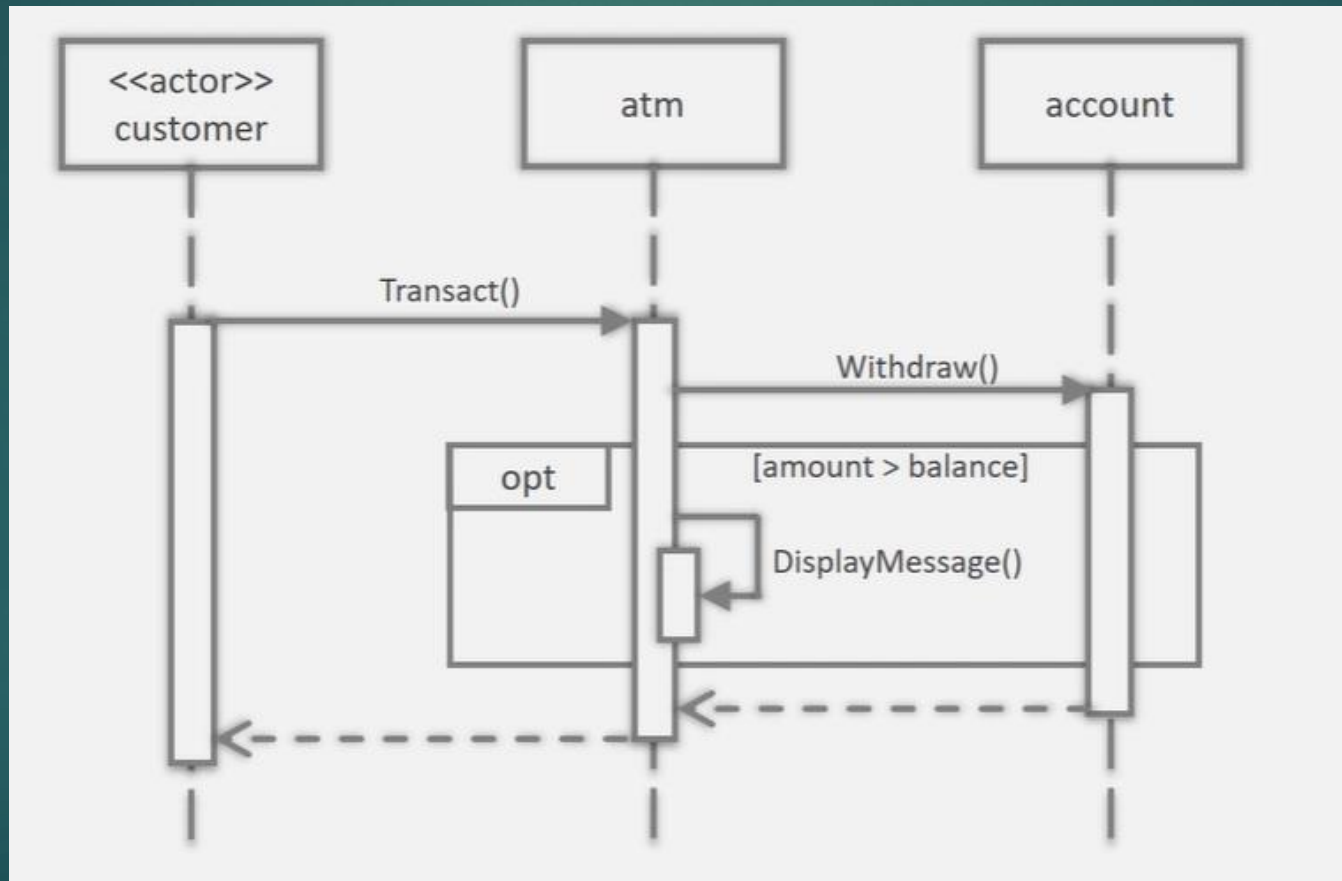 <<actor>>
customer
atm
account
Transact()
Withdraw()
opt
[amount > balance]
DisplayMessage()